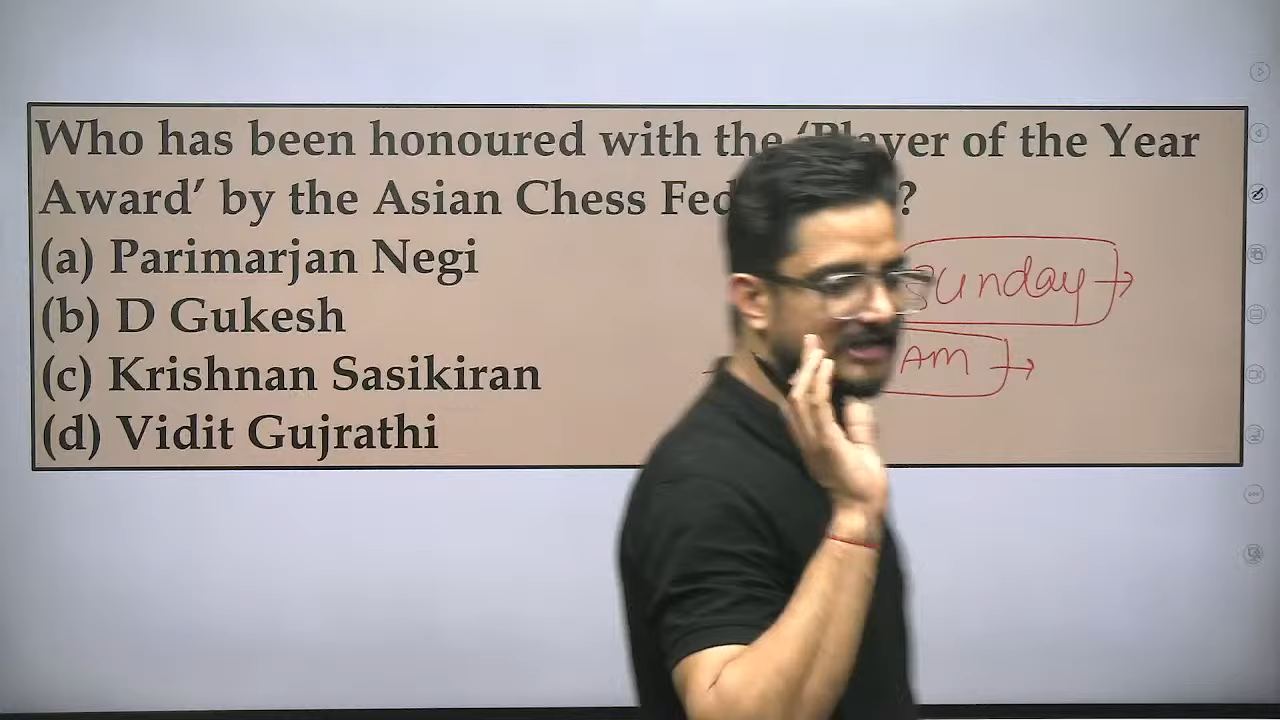 Who has been honoured with the ‘Player of the Year
Award’ by the Asian Chess Fed ?
(a) Parimarjan Negi
(b) D Gukesh
(c) Krishnan Sasikiran
(d) Vidit Gujrathi
Sunday
AM